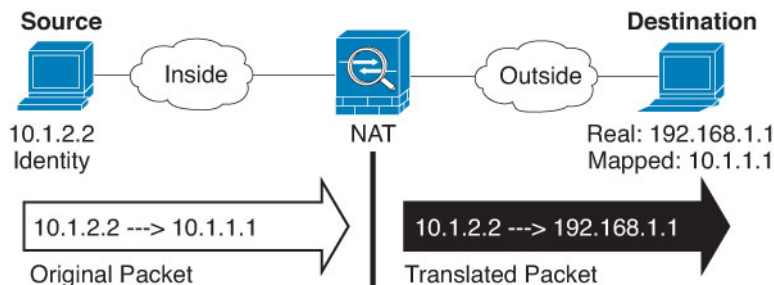 Source
Destination
Inside
Outside
10.1.2.2
Identity
NAT
Real: 192.168.1.1
Mapped: 10.1.1.1
10.1.2.2 ---> 10.1.1.1
10.1.2.2 ---> 192.168.1.1
Original Packet
Translated Packet